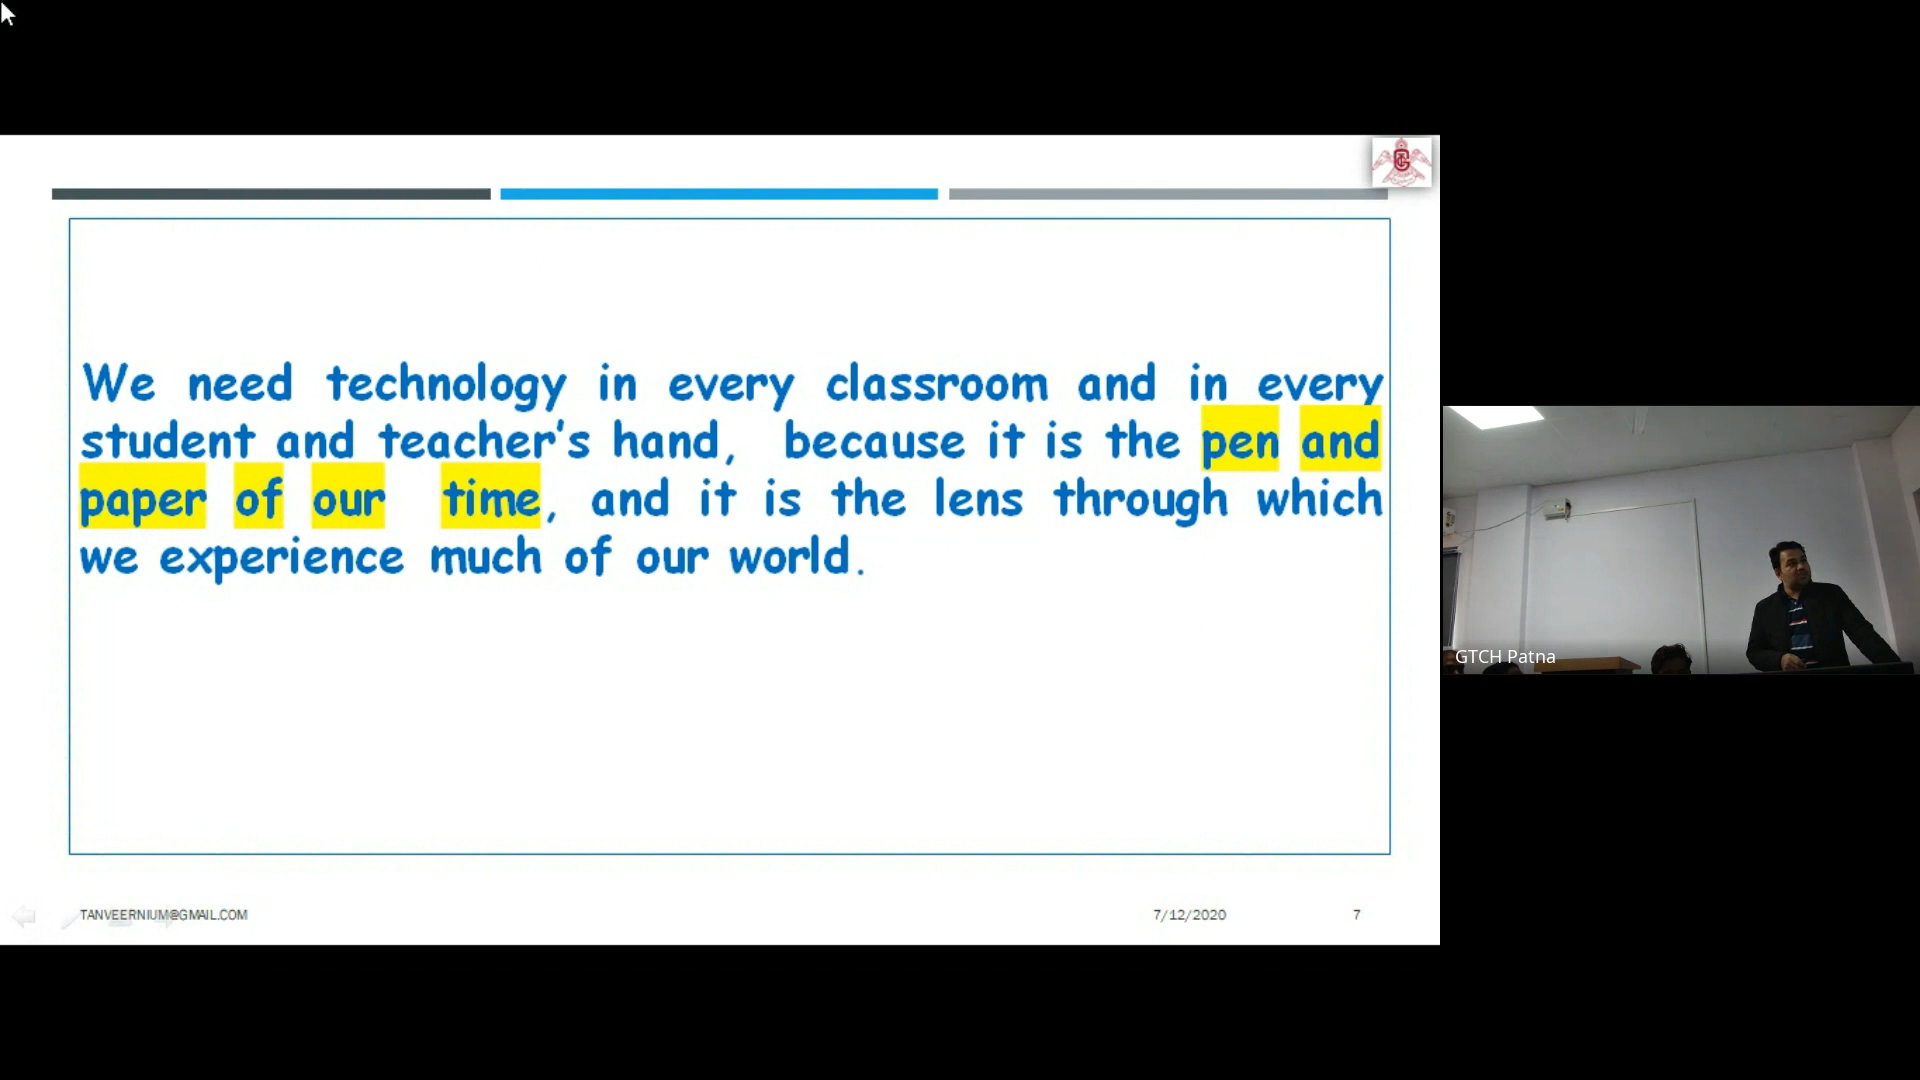 We need technology in every classroom and in every
student and teacher's hand, because it is the pen and
paper of our time, and it is the lens through which
we experience much of our world.
GTCH Patna
TANVEERNIUM@GMAIL.COM 7/12/2020 7